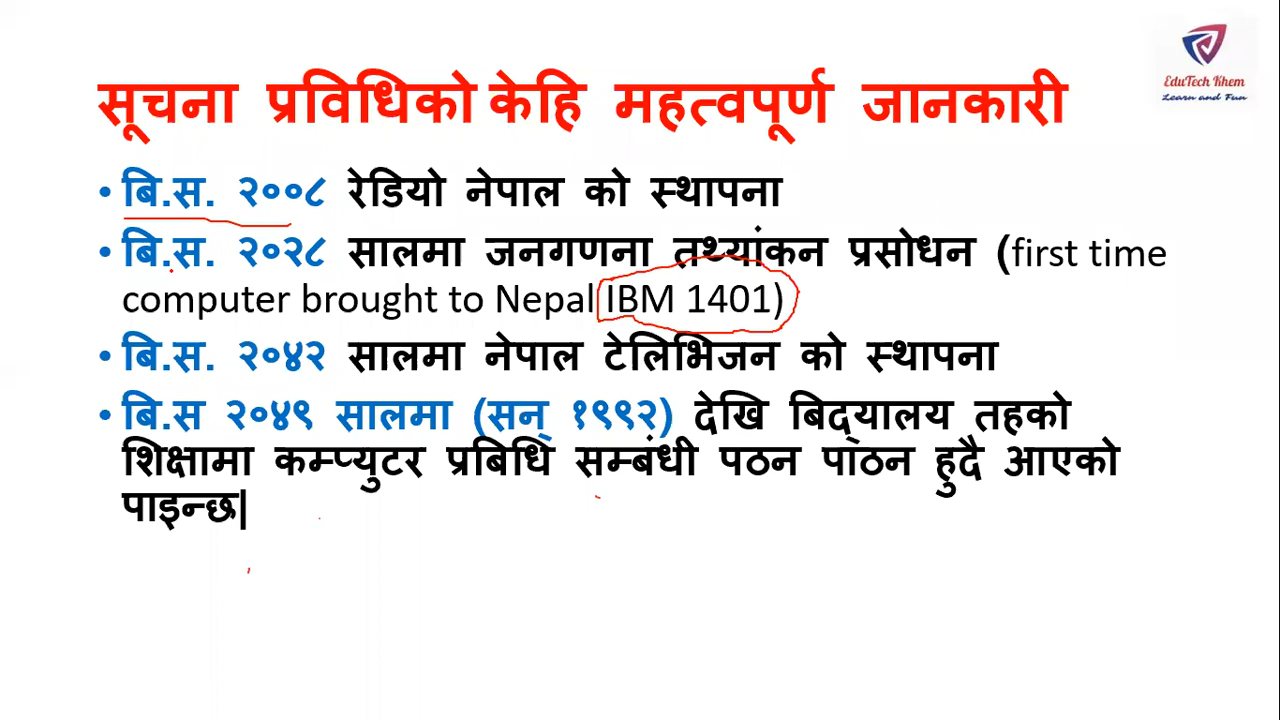 EduTech Khem
Learn and Fun
सूचना प्रविधिको केहि महत्वपूर्ण जानकारी
• बि.स. २००८ रेडियो नेपाल को स्थापना
• बि.स. २०२८ सालमा जनगणना तथ्यांकन प्रसोधन (first time
computer brought to Nepal IBM 1401)
• बि.स. २०४२ सालमा नेपाल टेलिभिजन को स्थापना
• बि.स २०४९ सालमा (सन् १९९२) देखि बिद्यालय तहको
शिक्षामा कम्प्युटर प्रबिधि सम्बंधी पठन पाठन हुदै आएको
पाइन्छ|